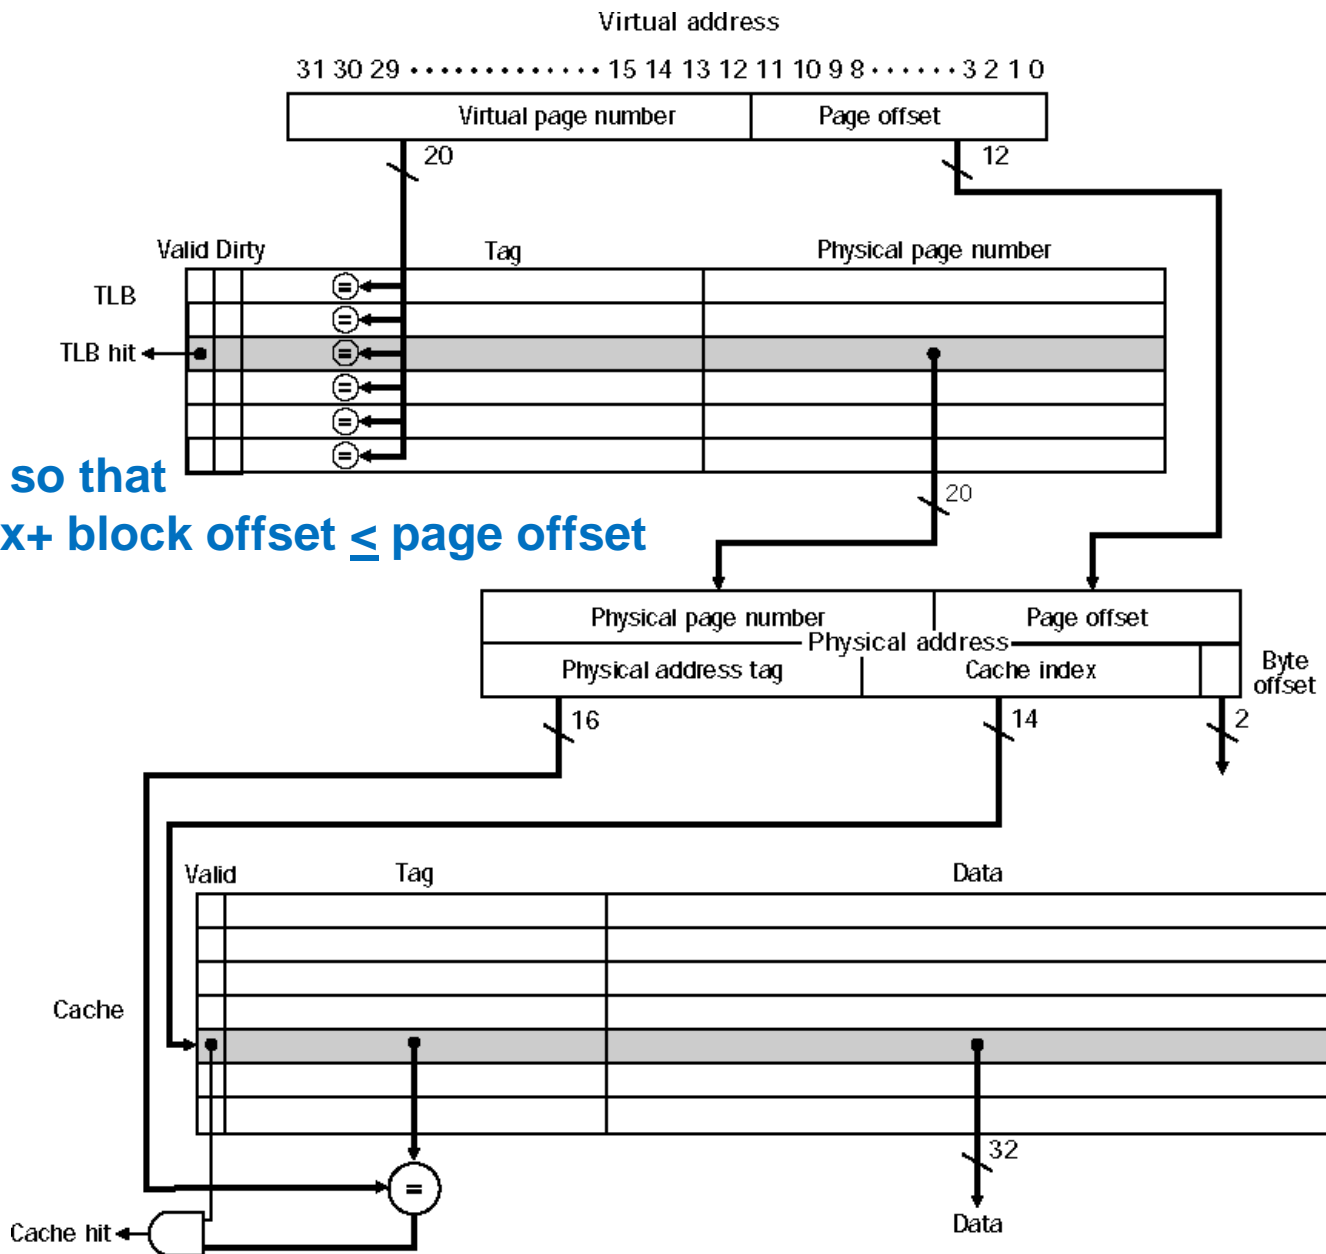 Virtual address
31 30 29 ............. 15 14 13 12 11 10 9 8 ...... 3 2 1 0
Virtual page number Page offset
20 12
Valid Dirty Tag Physical page number
TLB
TLB hit
= = = = = =
so that
x+ block offset ≤ page offset
20
Physical page number Page offset
Physical address
Physical address tag Cache index Byte offset
16 14 2
Valid Tag Data
Cache
32
=
Data
Cache hit